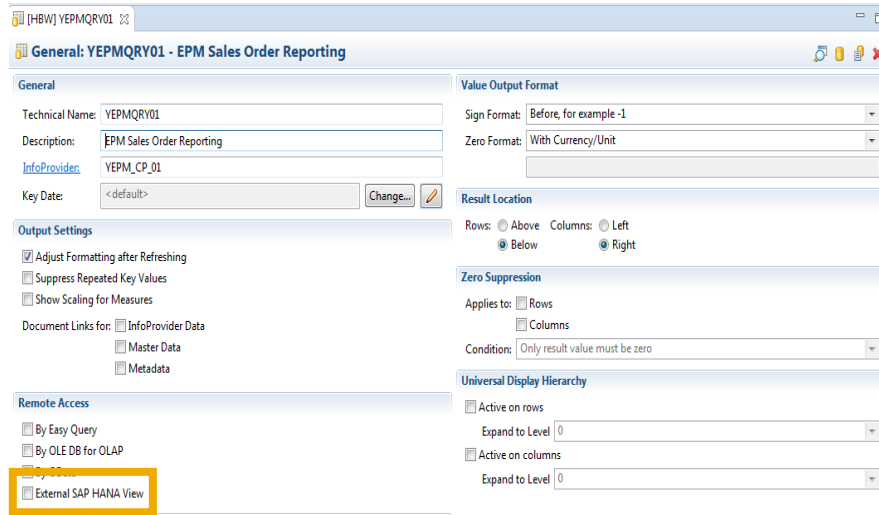 [HBW] YEPMQRY01
General: YEPMQRY01 - EPM Sales Order Reporting
General
Technical Name: YEPMQRY01
Description: EPM Sales Order Reporting
InfoProvider: YEPM_CP_01
Key Date: <default> Change...
Output Settings
Adjust Formatting after Refreshing
Suppress Repeated Key Values
Show Scaling for Measures
Document Links for: InfoProvider Data
Master Data
Metadata
Remote Access
By Easy Query
By OLE DB for OLAP
External SAP HANA View
Value Output Format
Sign Format: Before, for example -1
Zero Format: With Currency/Unit
Result Location
Rows: Above Columns: Left
Below Right
Zero Suppression
Applies to: Rows
Columns
Condition: Only result value must be zero
Universal Display Hierarchy
Active on rows
Expand to Level 0
Active on columns
Expand to Level 0